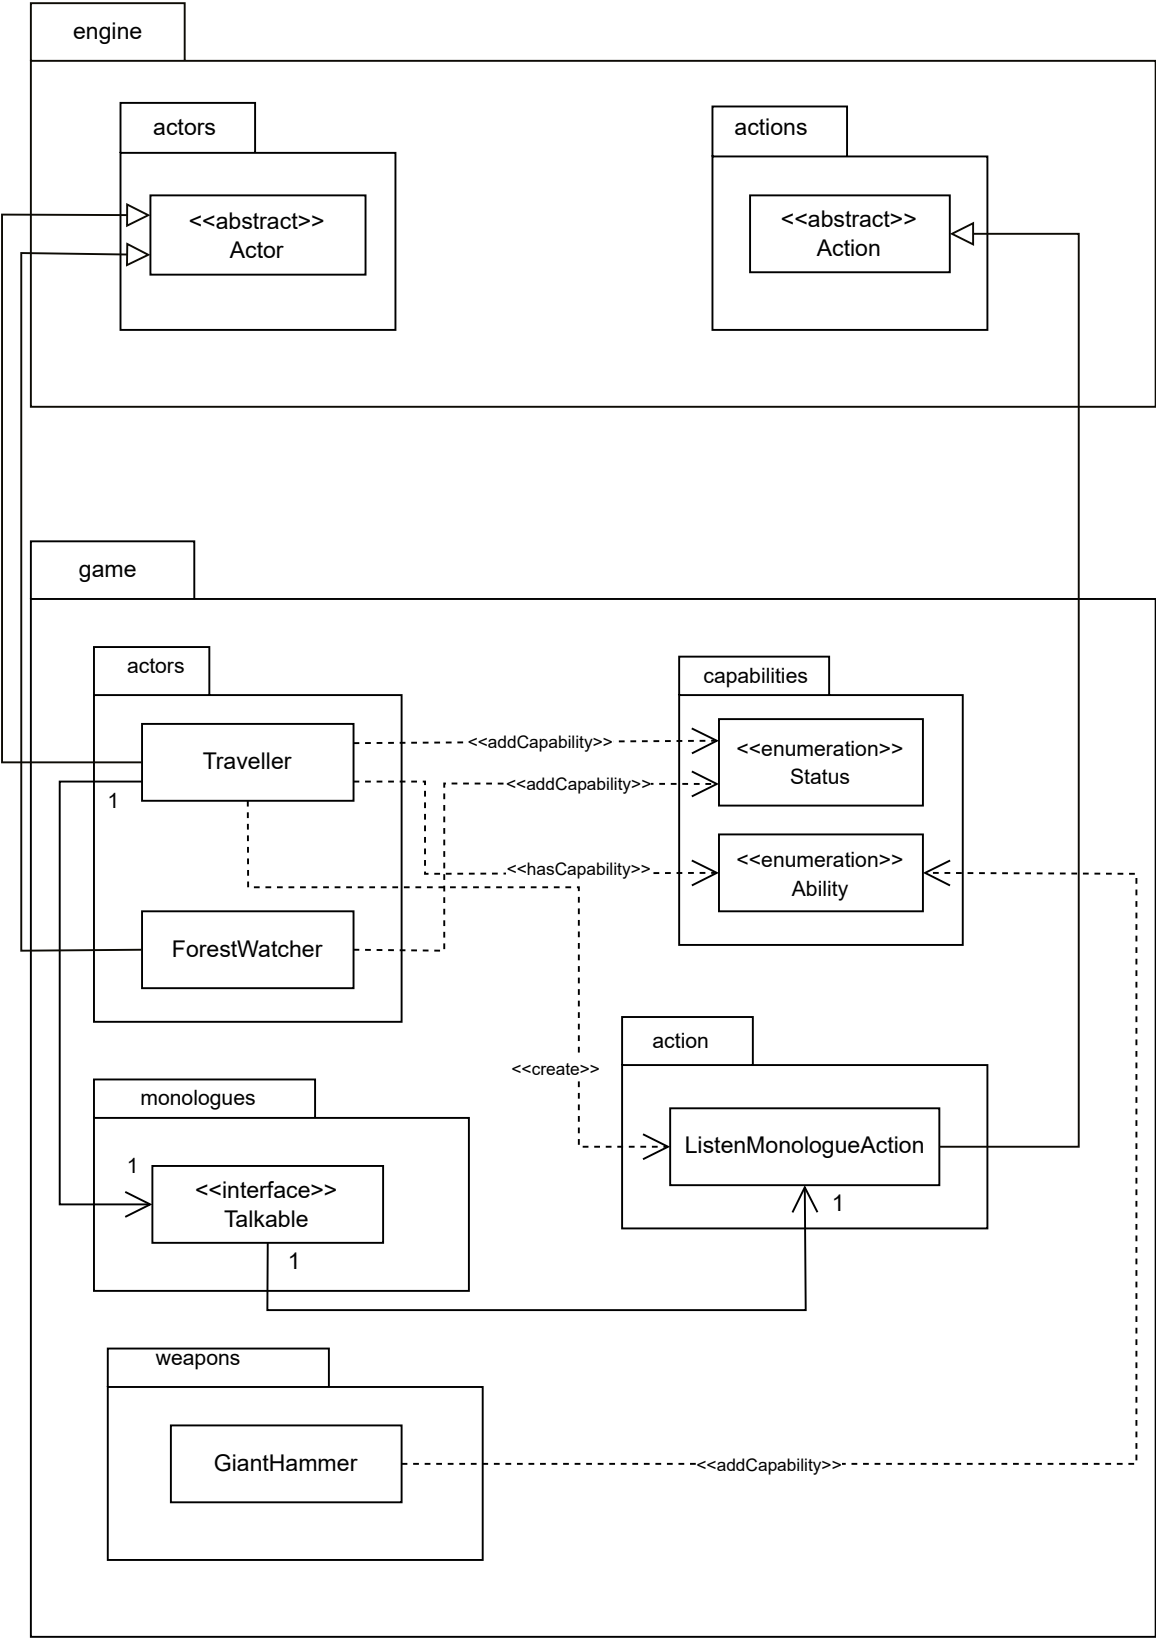 engine
actors
actions
<<abstract>>
Actor
<<abstract>>
Action
game
actors
capabilities
Traveller
<<addCapability>>
<<enumeration>>
Status
<<addCapability>>
1
<<hasCapability>>
<<enumeration>>
Ability
ForestWatcher
action
<<create>>
monologues
ListenMonologueAction
1
<<interface>>
Talkable
1
1
weapons
GiantHammer
<<addCapability>>